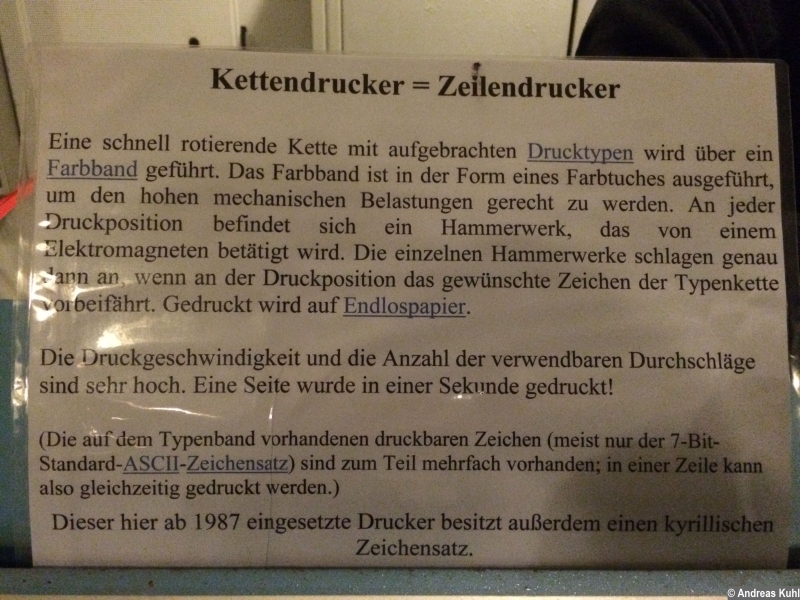 Kettendrucker = Zeilendrucker
Eine schnell rotierende Kette mit aufgebrachten Drucktypen wird über ein
Farbband geführt. Das Farbband ist in der Form eines Farbtuches ausgeführt,
um den hohen mechanischen Belastungen gerecht zu werden. An jeder
Druckposition befindet sich ein Hammerwerk, das von einem
Elektromagneten betätigt wird. Die einzelnen Hammerwerke schlagen genau
dann an, wenn an der Druckposition das gewünschte Zeichen der Typenkette
vorbeifährt. Gedruckt wird auf Endlospapier.
Die Druckgeschwindigkeit und die Anzahl der verwendbaren Durchschläge
sind sehr hoch. Eine Seite wurde in einer Sekunde gedruckt!
(Die auf dem Typenband vorhandenen druckbaren Zeichen (meist nur der 7-Bit-
Standard-ASCII-Zeichensatz) sind zum Teil mehrfach vorhanden; in einer Zeile kann
also gleichzeitig gedruckt werden.)
Dieser hier ab 1987 eingesetzte Drucker besitzt außerdem einen kyrillischen
Zeichensatz.
© Andreas Kuhl